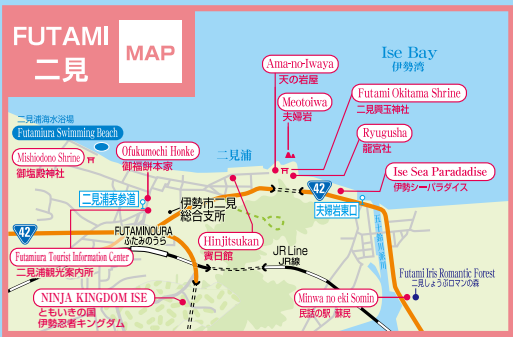 FUTAMI
二見
MAP
Ama-no-Iwaya
天の岩屋
Ise Bay
伊勢湾
Meotoiwa
夫婦岩
Futami Okitama Shrine
二見興玉神社
二見浦海水浴場
Futamiura Swimming Beach
Ryugusha
龍宮社
Mishiodono Shrine
御塩殿神社
Ofukumochi Honke
御福餅本家
二見浦
Ise Sea Paradadise
伊勢シーパラダイス
42
二見浦表参道
伊勢市二見
総合支所
夫婦岩東口
42
FUTAMINOURA
ふたみのうら
Hinjitsukan
賓日館
Futamiura Tourist Information Center
二見浦観光案内所
JR Line
JR線
Futami Iris Romantic Forest
二見しょうぶロマンの森
NINJA KINGDOM ISE
ともいきの国
伊勢忍者キングダム
Minwa no eki Somin
民話の駅 蘇民